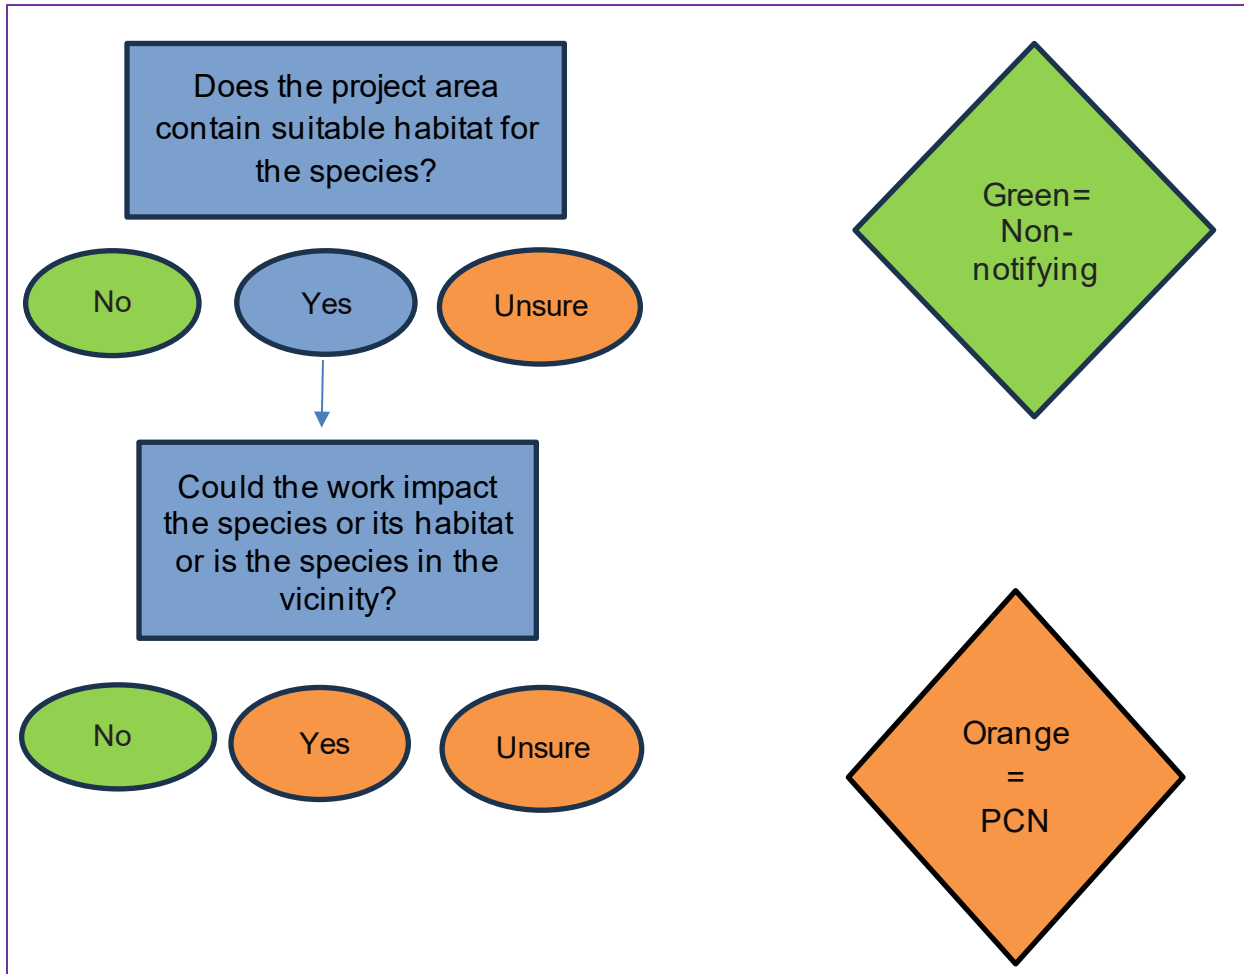 Does the project area
contain suitable habitat for
the species?
No
Yes
Unsure
Could the work impact
the species or its habitat
or is the species in the
vicinity?
No
Yes
Unsure
Green=
Non-
notifying
Orange
=
PCN